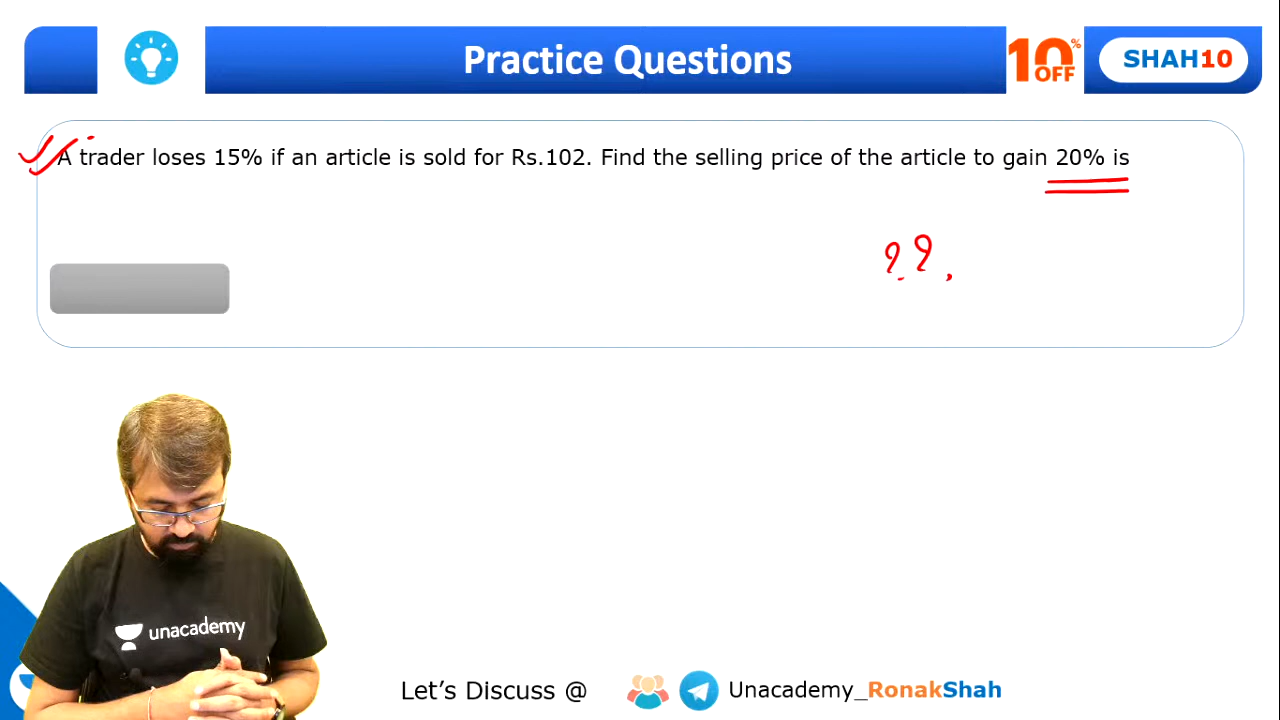 Practice Questions
10% OFF
SHAH10
A trader loses 15% if an article is sold for Rs.102. Find the selling price of the article to gain 20% is
??.
unacademy
Let’s Discuss @ Unacademy_RonakShah